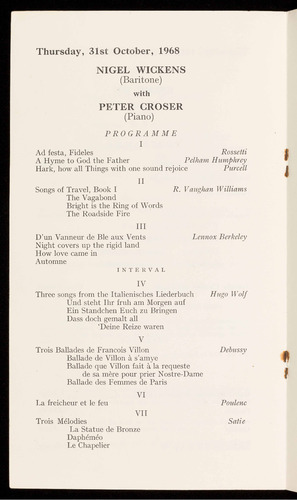 Thursday, 31st October, 1968
NIGEL WICKENS
(Baritone)
with
PETER CROSER
(Piano)
PROGRAMME
I
Ad festa, Fideles Rossetti
A Hyme to God the Father Pelham Humphrey
Hark, how all Things with one sound rejoice Purcell
II
Songs of Travel, Book I R. Vaughan Williams
The Vagabond
Bright is the Ring of Words
The Roadside Fire
III
D'un Vanneur de Ble aux Vents Lennox Berkeley
Night covers up the rigid land
How love came in
Automne
INTERVAL
IV
Three songs from the Italienisches Liederbuch Hugo Wolf
Und steht Ihr fruh am Morgen auf
Ein Standchen Euch zu Bringen
Dass doch gemalt all
'Deine Reize waren
V
Trois Ballades de Francois Villon Debussy
Ballade de Villon à s'amye
Ballade que Villon fait à la requeste
de sa mère pour prier Nostre-Dame
Ballade des Femmes de Paris
VI
La freicheur et le feu Poulenc
VII
Trois Mélodies Satie
La Statue de Bronze
Daphéméo
Le Chapelier